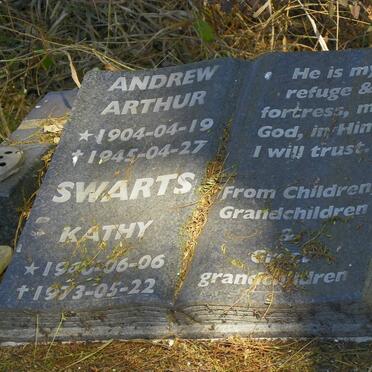 ANDREW
ARTHUR
★ 1904-04-19
✝ 1945-04-27
SWARTS
KATHY
★ -06-06
✝ 1973-05-22
He is my
refuge &
fortress, m
God, in Him
I will trust.
From Children
Grandchildren
&
Great
grandchildren